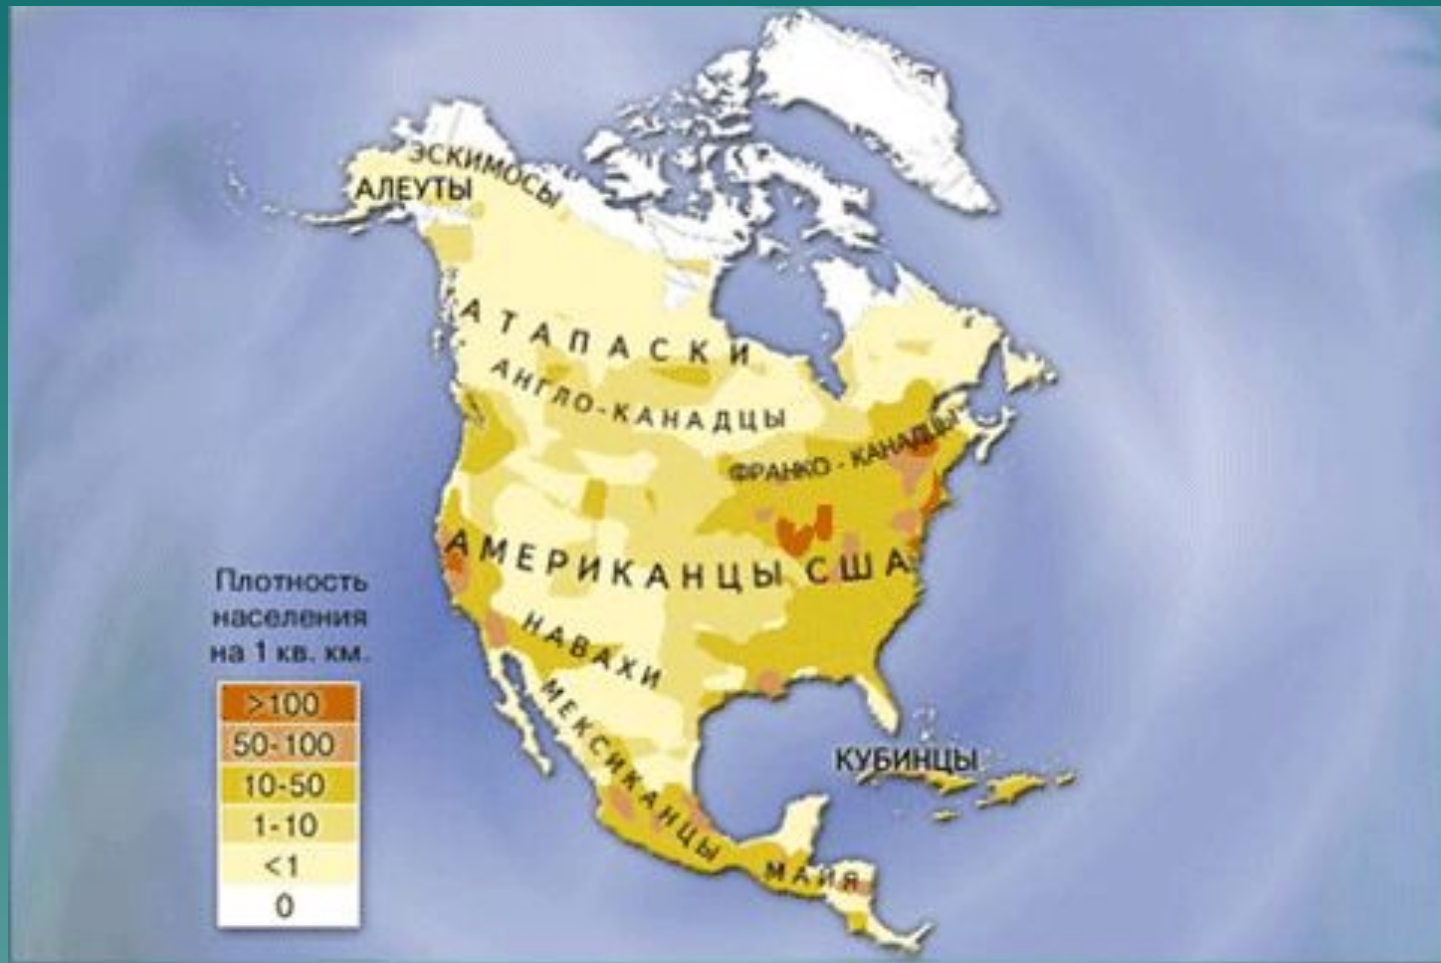 ЭСКИМОСЫ
АЛЕУТЫ
АТАПАСКИ
АНГЛО-КАНАДЦЫ
ФРАНКО - КАНАДЦЫ
АМЕРИКАНЦЫ США
НАВАХИ
МЕКСИКАНЦЫ
КУБИНЦЫ
МАЙЯ
Плотность
населения
на 1 кв. км.
>100
50-100
10-50
1-10
<1
0